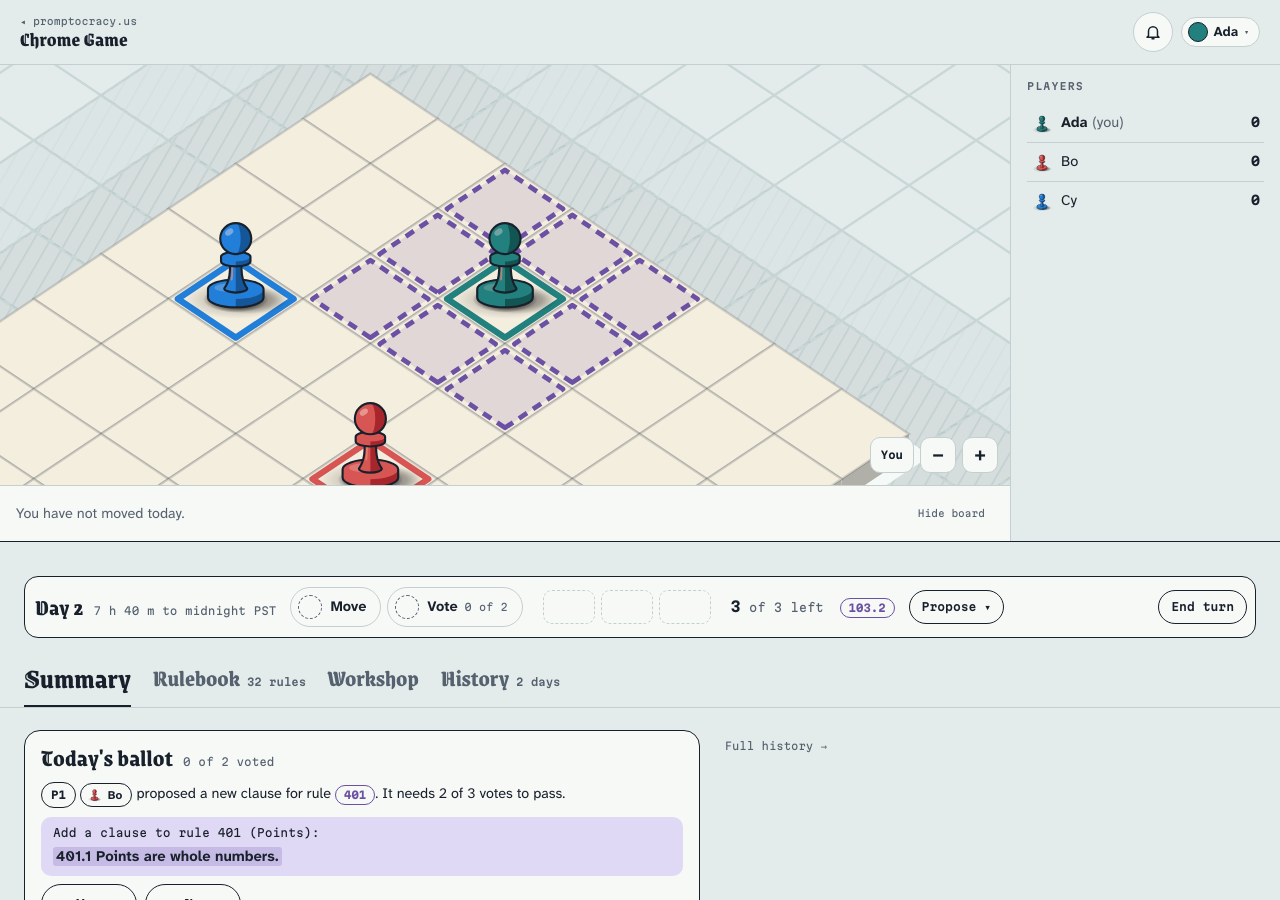 ◂ promptocracy.us
Chrome Game
Ada ▾
PLAYERS
Ada (you) 0
Bo 0
Cy 0
You − +
You have not moved today.
Hide board
Day 2 7 h 40 m to midnight PST Move Vote 0 of 2 3 of 3 left 103.2 Propose ▾ End turn
Summary Rulebook 32 rules Workshop History 2 days
Today's ballot 0 of 2 voted
Full history →
P1 Bo proposed a new clause for rule 401. It needs 2 of 3 votes to pass.
Add a clause to rule 401 (Points):
401.1 Points are whole numbers.